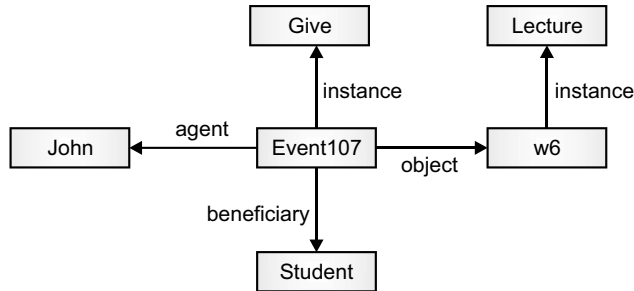 Give
Lecture
instance
instance
agent
John
Event107
w6
object
beneficiary
Student